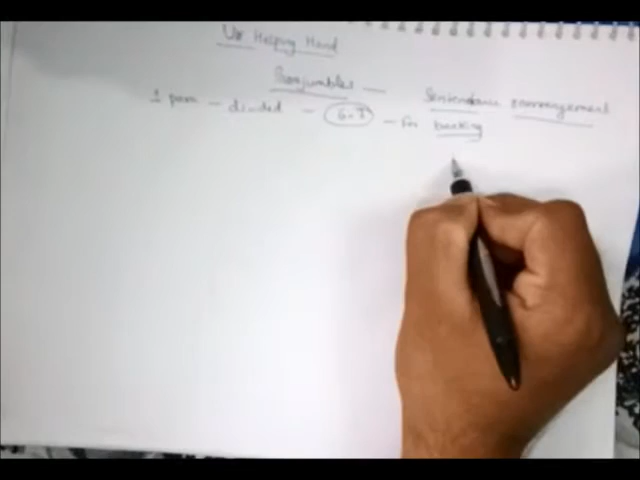 Ur Helping Hand
Parajumbles —
Sentence arrangement
1 para - divided - 6-7 - For banking